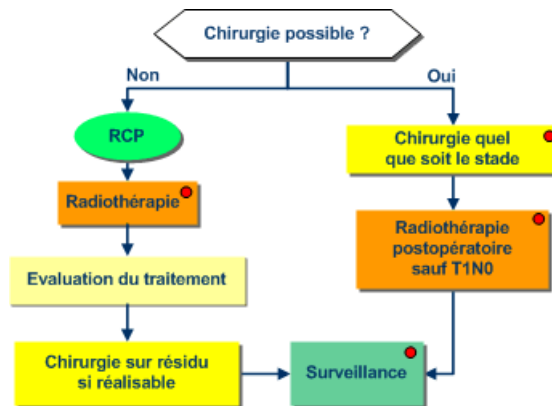 Chirurgie possible ?
Non
Oui
RCP
Chirurgie quel
que soit le stade
Radiothérapie
Radiothérapie
postopératoire
sauf T1N0
Evaluation du traitement
Chirurgie sur résidu
si réalisable
Surveillance